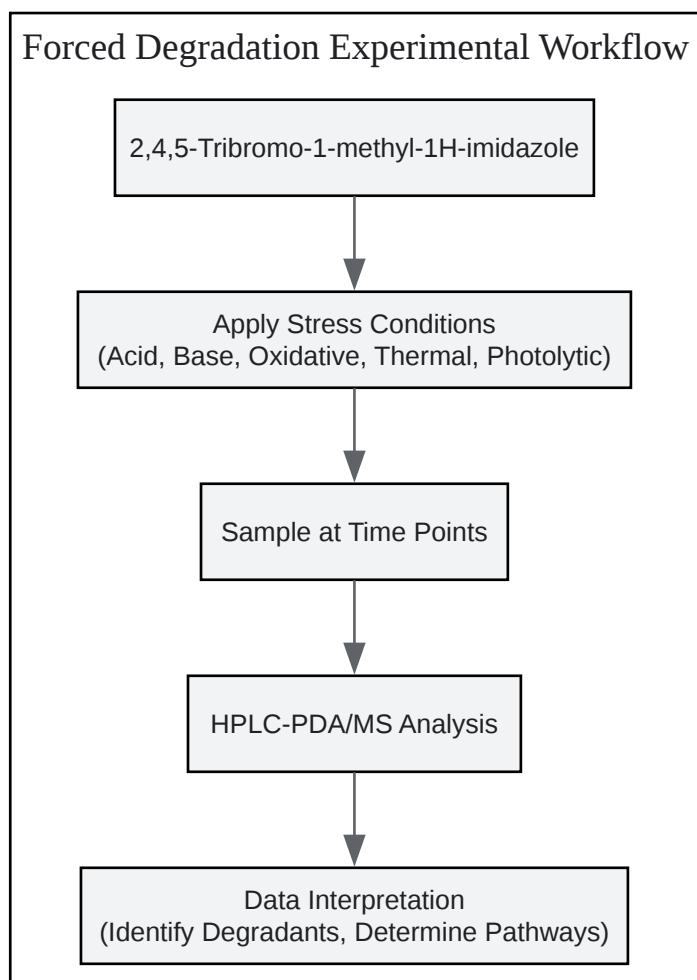 Forced Degradation Experimental Workflow
2,4,5-Tribromo-1-methyl-1H-imidazole
Apply Stress Conditions
(Acid, Base, Oxidative, Thermal, Photolytic)
Sample at Time Points
HPLC-PDA/MS Analysis
Data Interpretation
(Identify Degradants, Determine Pathways)